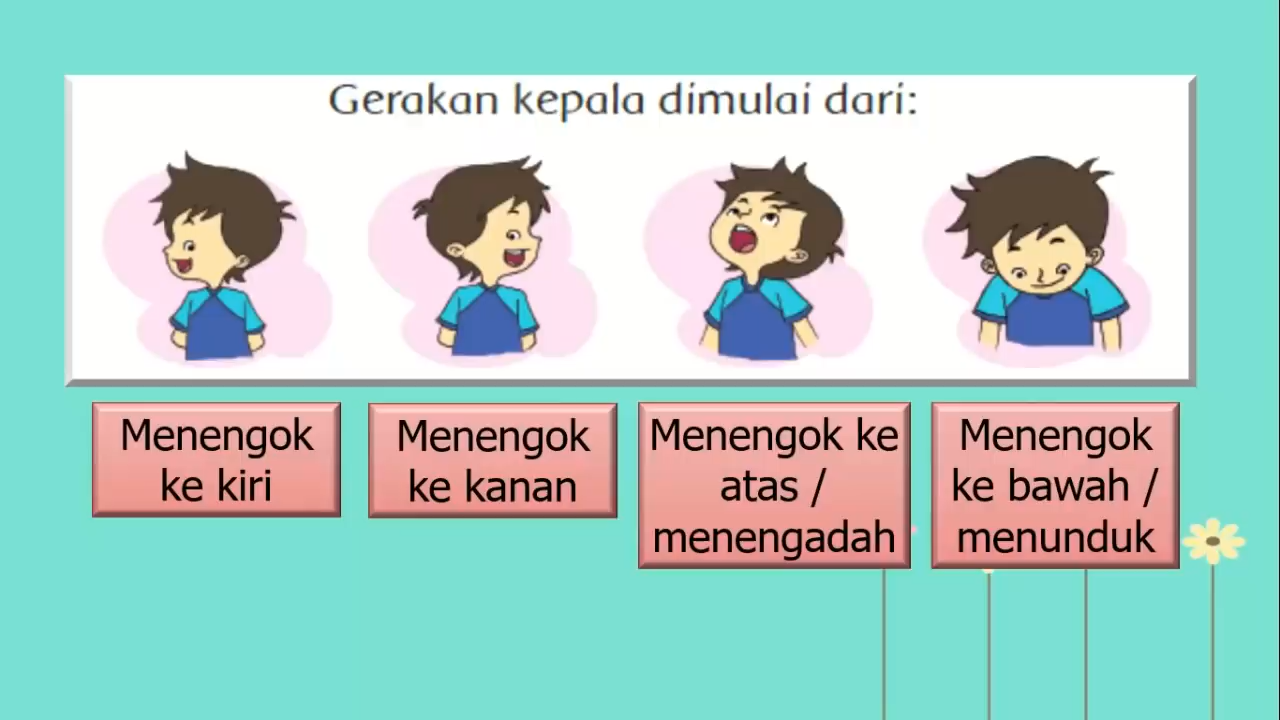 Gerakan kepala dimulai dari:
Menengok
ke kiri
Menengok
ke kanan
Menengok ke
atas /
menengadah
Menengok
ke bawah /
menunduk